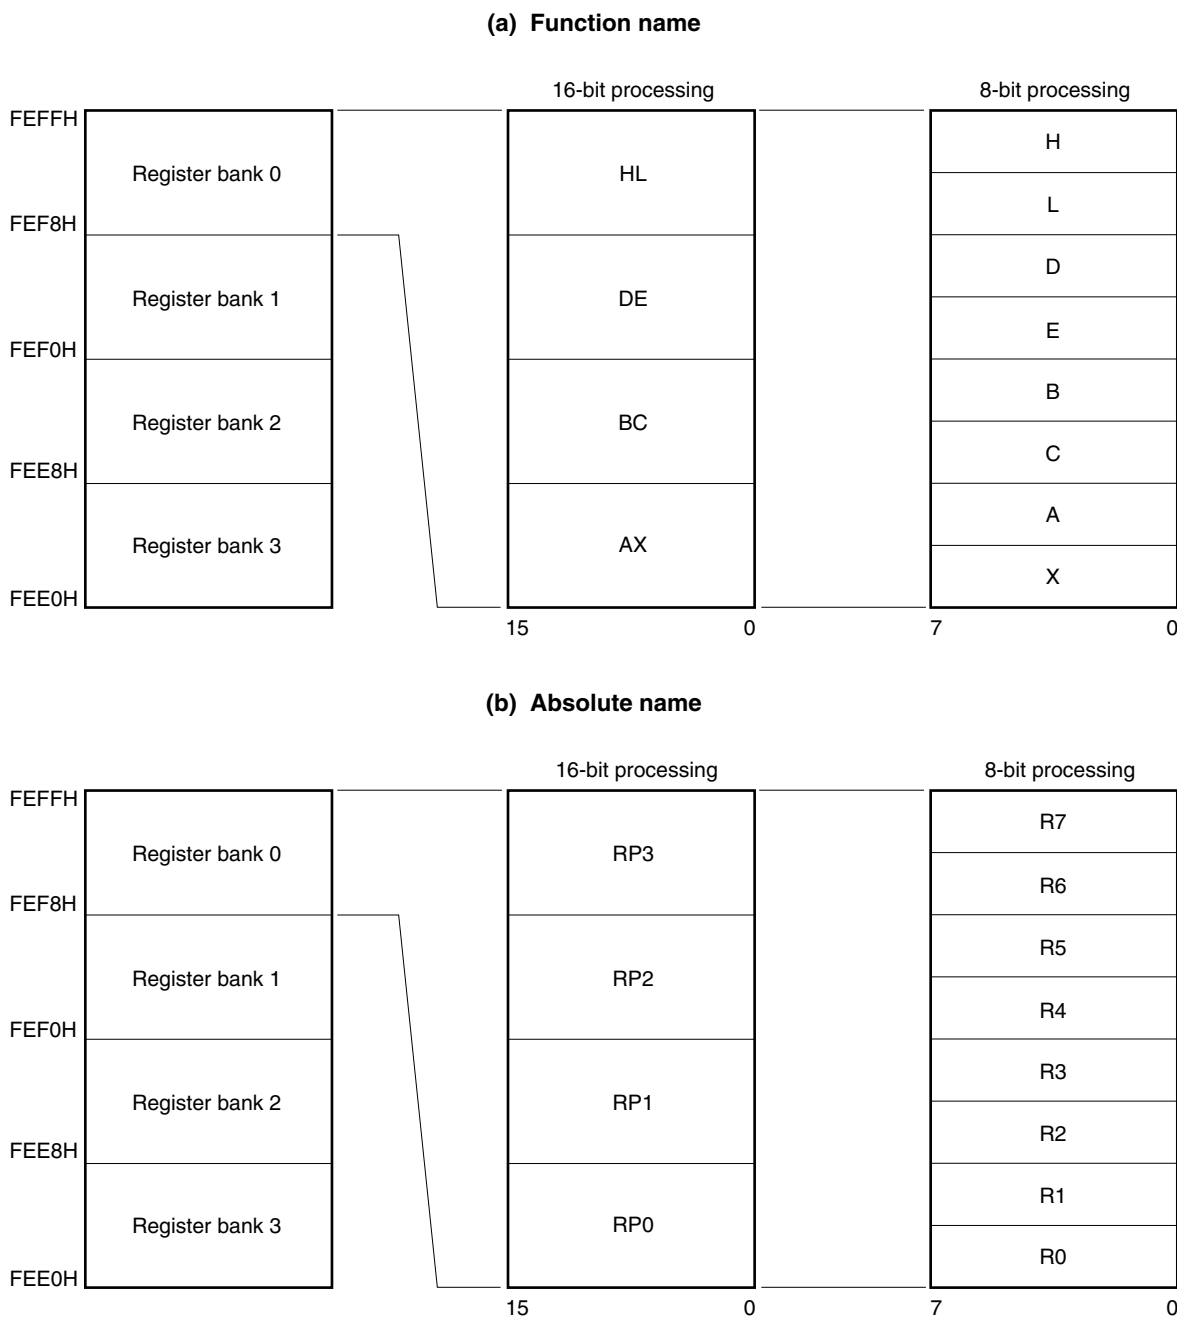 (a) Function name
16-bit processing 8-bit processing
FEFFH
H
Register bank 0 HL
L
FEF8H
D
Register bank 1 DE
E
FEF0H
B
Register bank 2 BC
C
FEE8H
A
Register bank 3 AX
X
FEE0H
15 0 7 0
(b) Absolute name
16-bit processing 8-bit processing
FEFFH
R7
Register bank 0 RP3
R6
FEF8H
R5
Register bank 1 RP2
R4
FEF0H
R3
Register bank 2 RP1
R2
FEE8H
R1
Register bank 3 RP0
R0
FEE0H
15 0 7 0